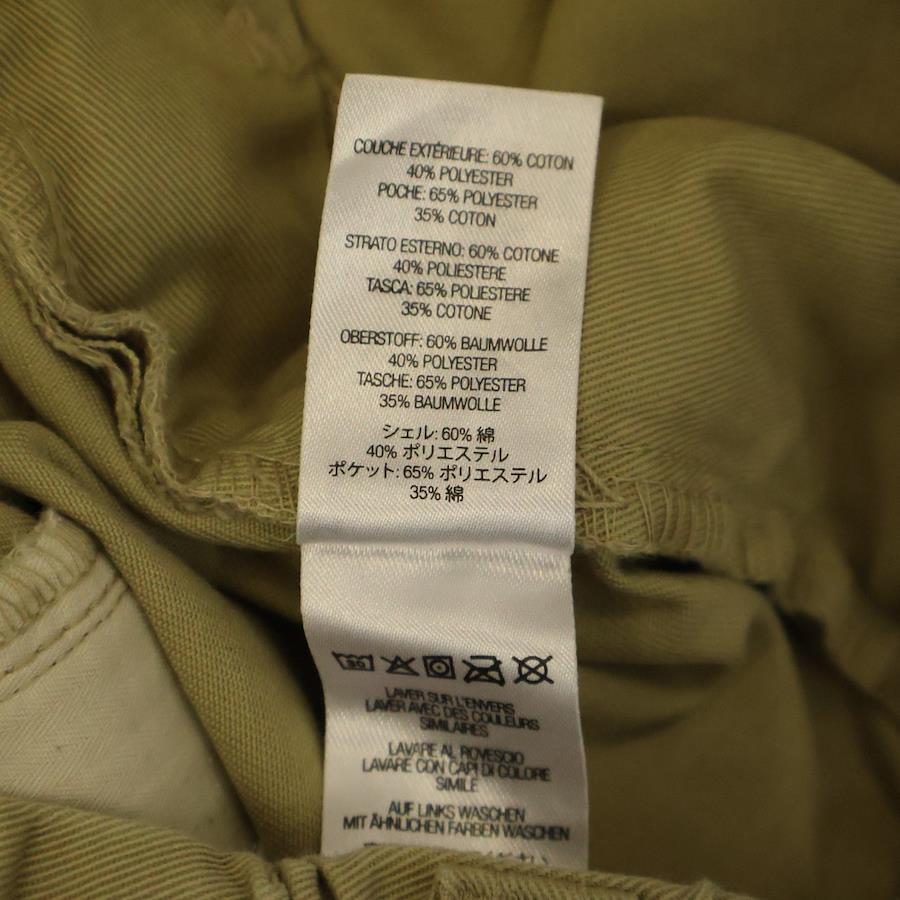 COUCHE EXTÉRIEURE: 60% COTON
40% POLYESTER
POCHE: 65% POLYESTER
35% COTON
STRATO ESTERNO: 60% COTONE
40% POLIESTERE
TASCA: 65% POLIESTERE
35% COTONE
OBERSTOFF: 60% BAUMWOLLE
40% POLYESTER
TASCHE: 65% POLYESTER
35% BAUMWOLLE
シェル: 60% 綿
40% ポリエステル
ポケット: 65% ポリエステル
35% 綿
30
LAVER SUR L'ENVERS
LAVER AVEC DES COULEURS
SIMILAIRES
LAVARE AL ROVESCIO
LAVARE CON CAPI DI COLORE
SIMILE
AUF LINKS WASCHEN
MIT ÄHNLICHEN FARBEN WASCHEN